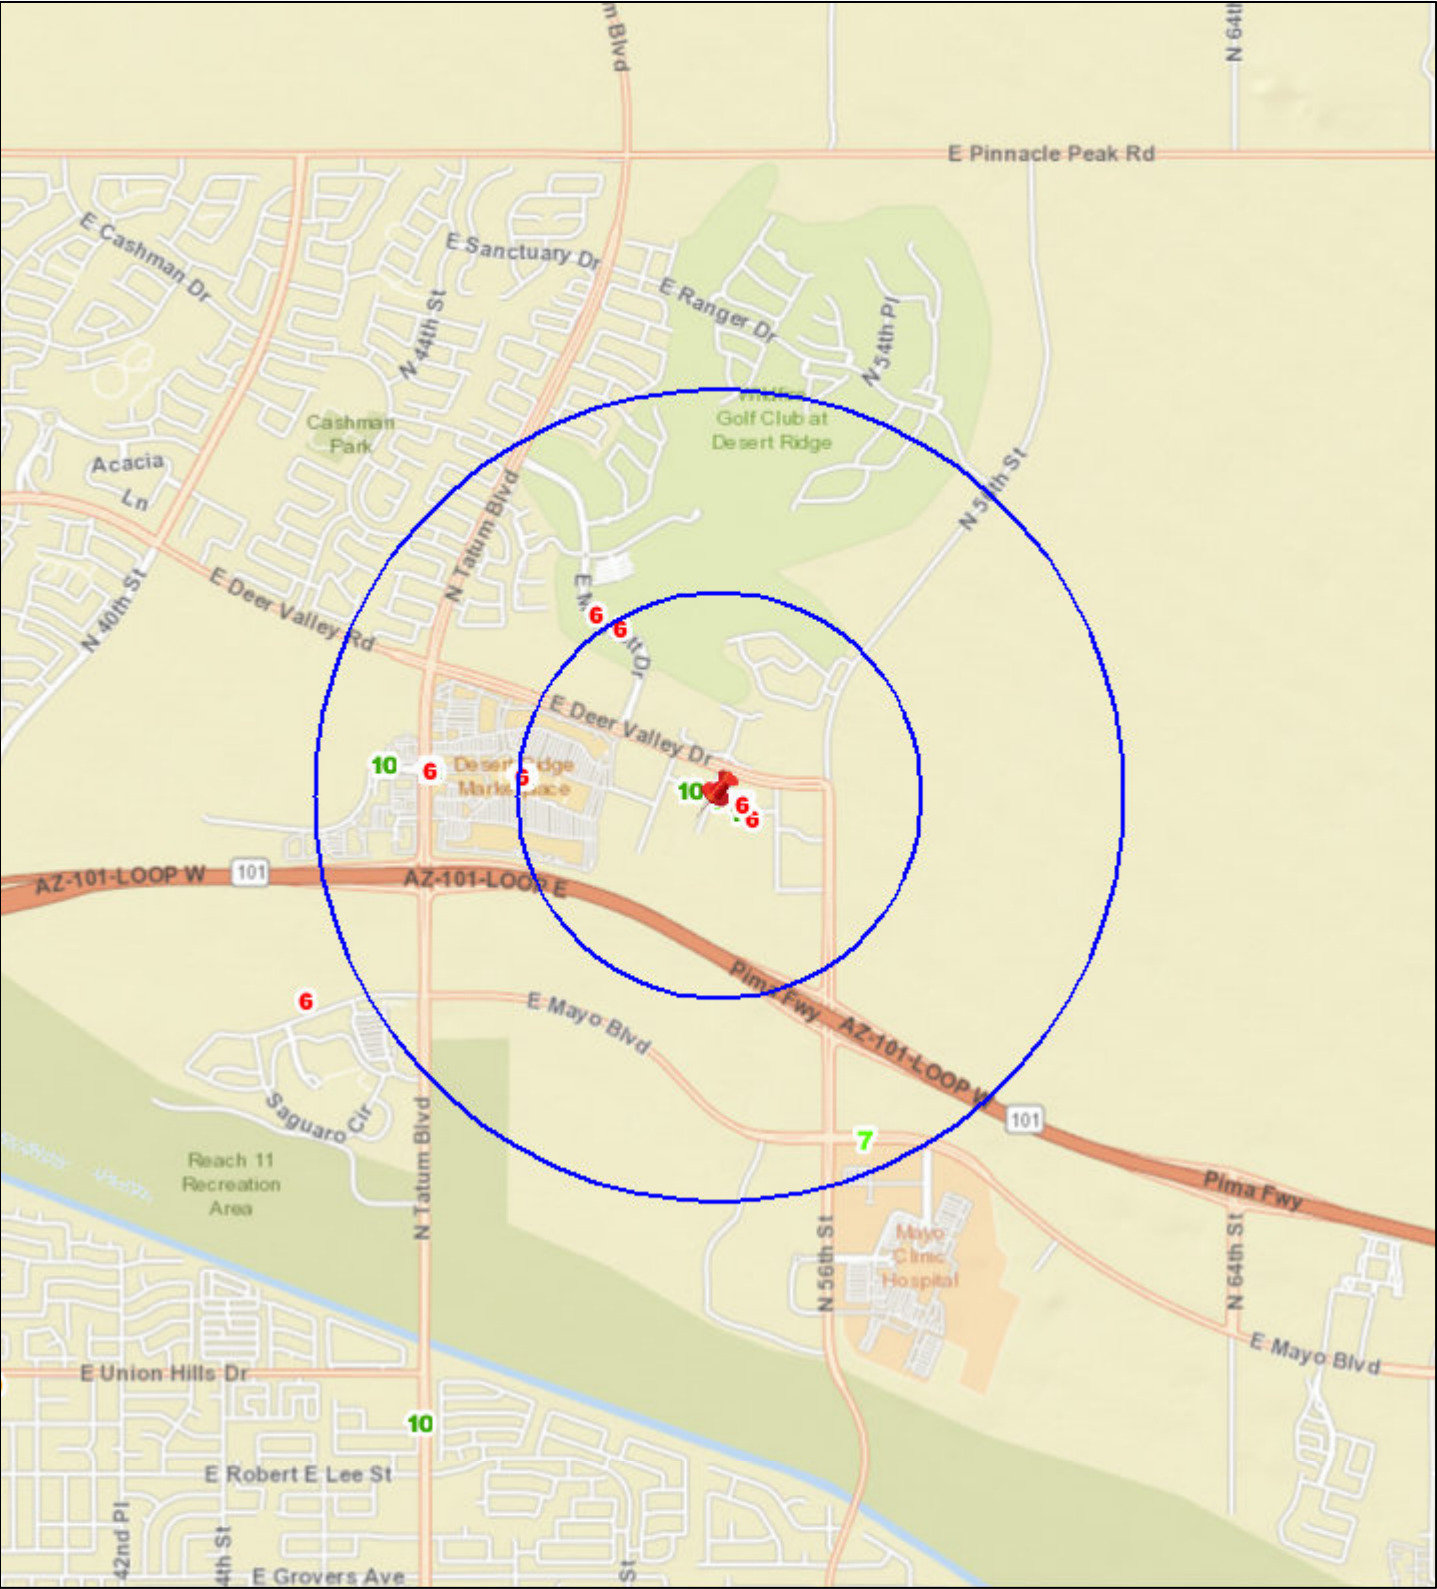 m Blvd
N 64th
E Pinnacle Peak Rd
E Cashman Dr
E Sanctuary Dr
E Ranger Dr
N 44th St
N 54th Pl
Cashman
Park
Golf Club at
Desert Ridge
Acacia
Ln
N Tatum Blvd
N 56th St
N 40th St
E Deer Valley Rd
6
6
E Deer Valley Dr
10
6
6
Desert Ridge
10
6
6
AZ-101-LOOP W
101
AZ-101-LOOP E
Pima Fwy
AZ-101-LOOP W
6
E Mayo Blvd
Saguaro Cir
N Tatum Blvd
7
101
Reach 11
Recreation
Area
Pima Fwy
Mayo
Clinic
Hospital
N 56th St
N 64th St
E Mayo Blvd
E Union Hills Dr
10
E Robert E Lee St
42nd Pl
4th St
E Grovers Ave
St